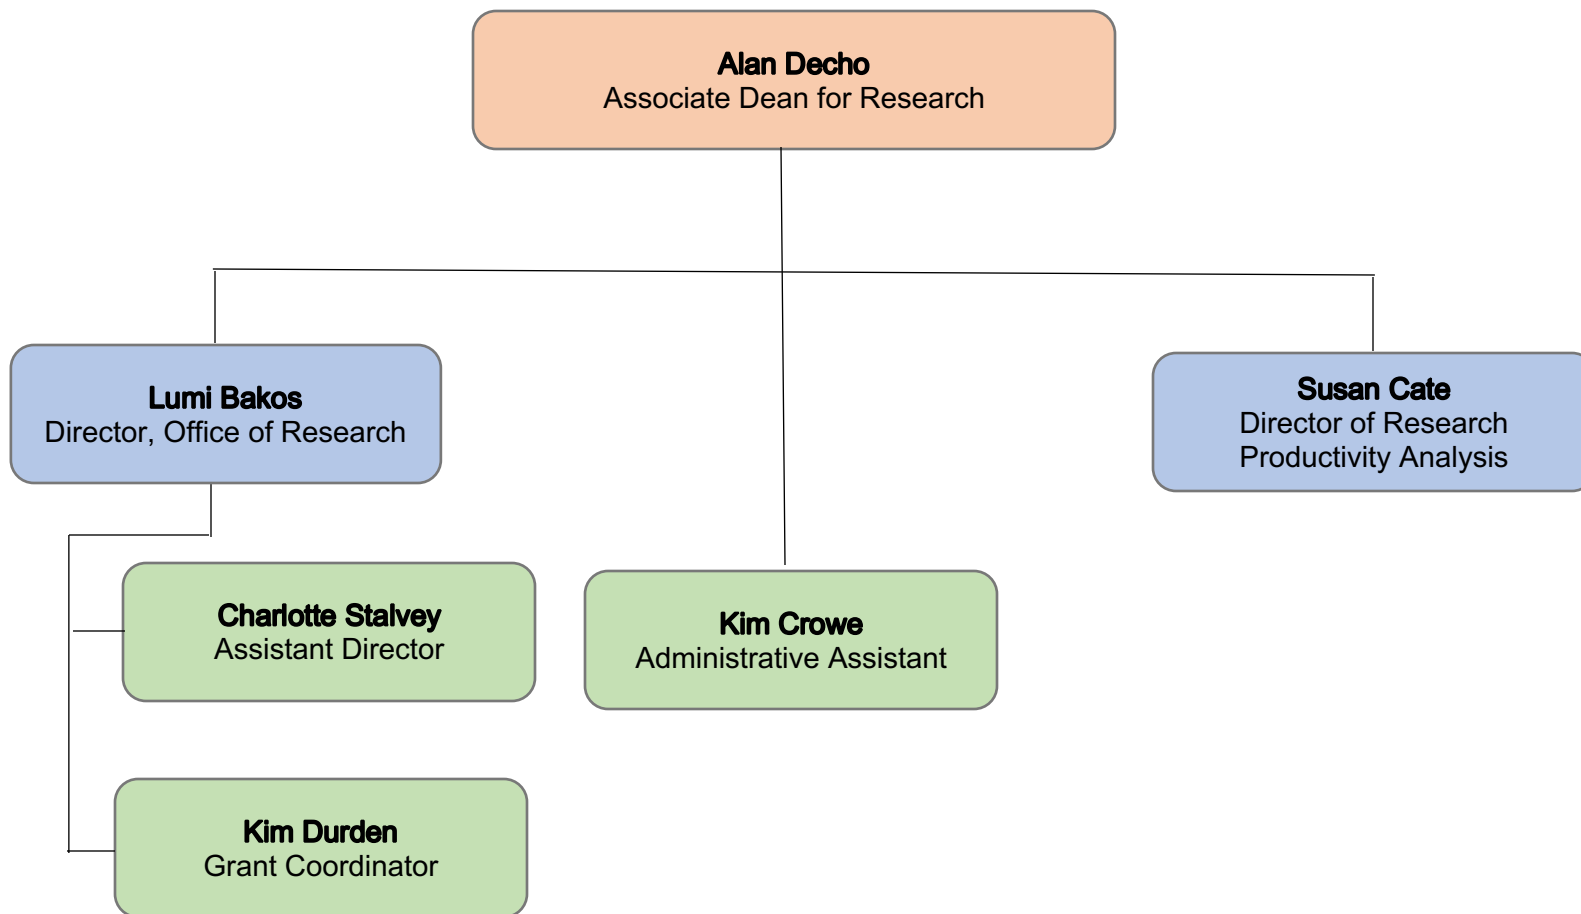 Alan Decho
Associate Dean for Research
Lumi Bakos
Director, Office of Research
Susan Cate
Director of Research
Productivity Analysis
Charlotte Stalvey
Assistant Director
Kim Crowe
Administrative Assistant
Kim Durden
Grant Coordinator